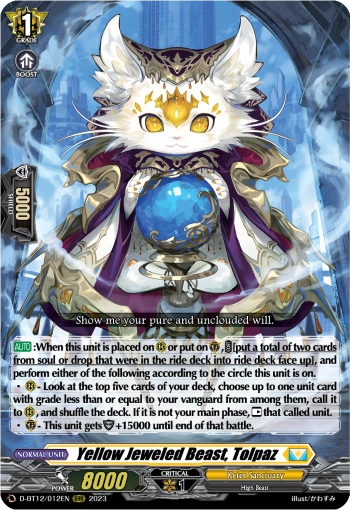 1
GRADE
BOOST
5000
SHIELD
Show me your pure and unclouded will.
AUTO :When this unit is placed on or put on , [put a total of two cards
from soul or drop that were in the ride deck into ride deck face up], and
perform either of the following according to the circle this unit is on.
• - Look at the top five cards of your deck, choose up to one unit card
with grade less than or equal to your vanguard from among them, call it
to , and shuffle the deck. If it is not your main phase, that called unit.
• - This unit gets +15000 until end of that battle.
NORMAL UNIT
Yellow Jeweled Beast, Tolpaz
POWER 8000
CRITICAL
1
Keter Sanctuary
High Beast
D-BT12/012EN RRR 2023
illust/かわすみ